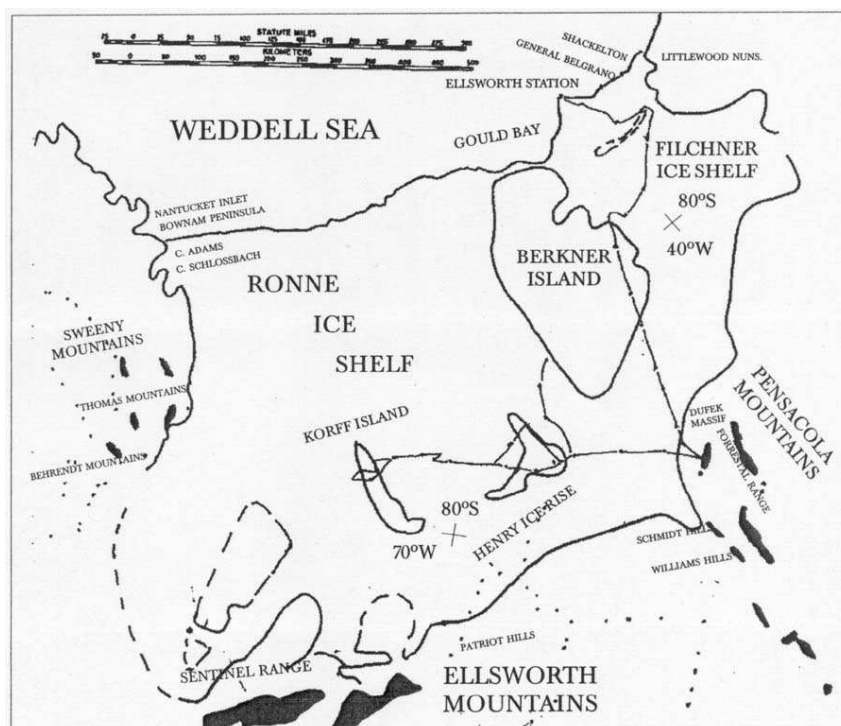 STATUTE MILES
KILOMETERS
SHACKELTON
GENERAL BELGRANO
LITTLEWOOD NUNS.
ELLSWORTH STATION
WEDDELL SEA
GOULD BAY
FILCHNER
ICE SHELF
80ºS
40ºW
NANTUCKET INLET
BOWNAM PENINSULA
C. ADAMS
C. SCHLOSSBACH
BERKNER
ISLAND
RONNE
ICE
SHELF
SWEENY
MOUNTAINS
THOMAS MOUNTAINS
BEHRENDT MOUNTAINS
KORFF ISLAND
PENSACOLA
MOUNTAINS
DUFEK
MASSIF
FORRESTAL RANGE
80ºS
70ºW
HENRY ICE RISE
SCHMIDT HILLS
WILLIAMS HILLS
PATRIOT HILLS
SENTINEL RANGE
ELLSWORTH
MOUNTAINS